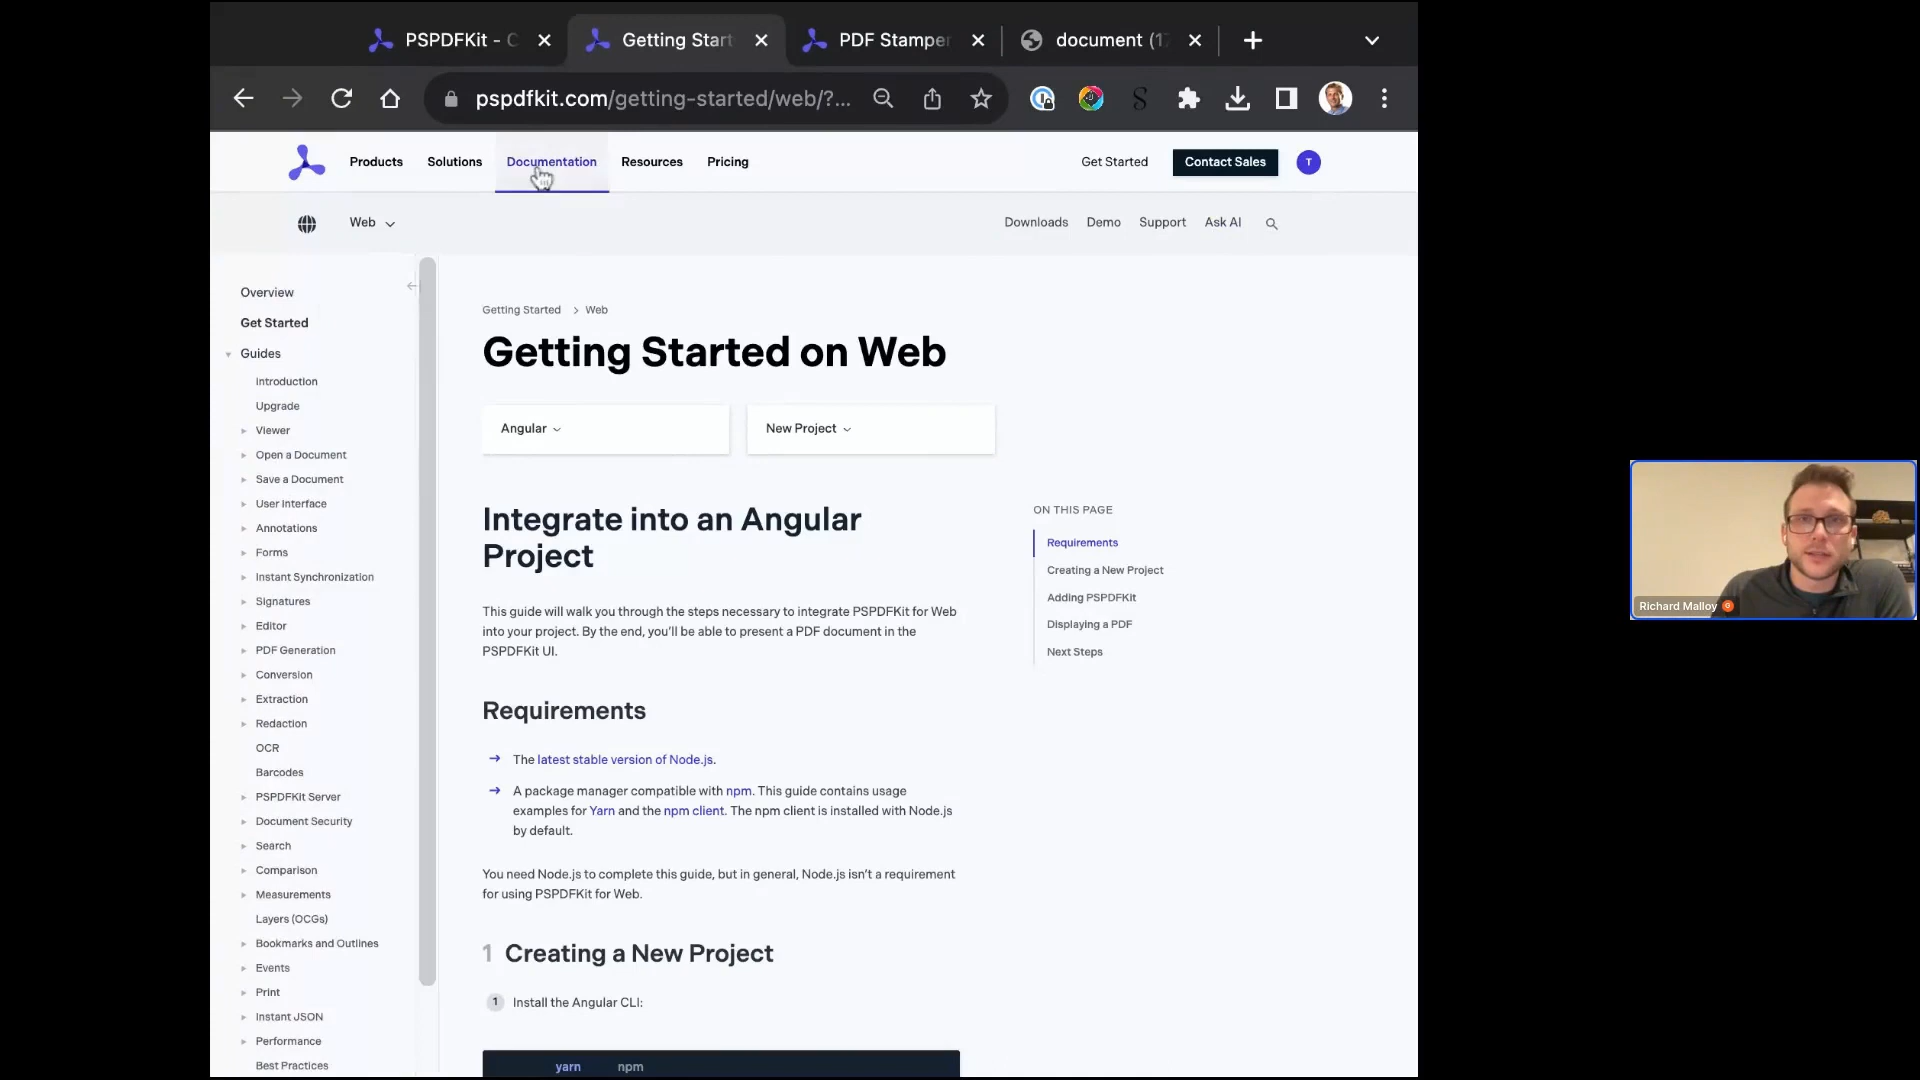 PSPDFKit - C
Getting Start
PDF Stamper
document (17
pspdfkit.com/getting-started/web/?...
Products
Solutions
Documentation
Resources
Pricing
Get Started
Contact Sales
T
Web
Downloads
Demo
Support
Ask AI
Overview
Get Started
Guides
Introduction
Upgrade
Viewer
Open a Document
Save a Document
User Interface
Annotations
Forms
Instant Synchronization
Signatures
Editor
PDF Generation
Conversion
Extraction
Redaction
OCR
Barcodes
PSPDFKit Server
Document Security
Search
Comparison
Measurements
Layers (OCGs)
Bookmarks and Outlines
Events
Print
Instant JSON
Performance
Best Practices
Getting Started > Web
Getting Started on Web
Angular
New Project
Integrate into an Angular
Project
This guide will walk you through the steps necessary to integrate PSPDFKit for Web
into your project. By the end, you’ll be able to present a PDF document in the
PSPDFKit UI.
Requirements
→ The latest stable version of Node.js.
→ A package manager compatible with npm. This guide contains usage
examples for Yarn and the npm client. The npm client is installed with Node.js
by default.
You need Node.js to complete this guide, but in general, Node.js isn’t a requirement
for using PSPDFKit for Web.
1 Creating a New Project
1 Install the Angular CLI:
yarn
npm
ON THIS PAGE
Requirements
Creating a New Project
Adding PSPDFKit
Displaying a PDF
Next Steps
Richard Malloy